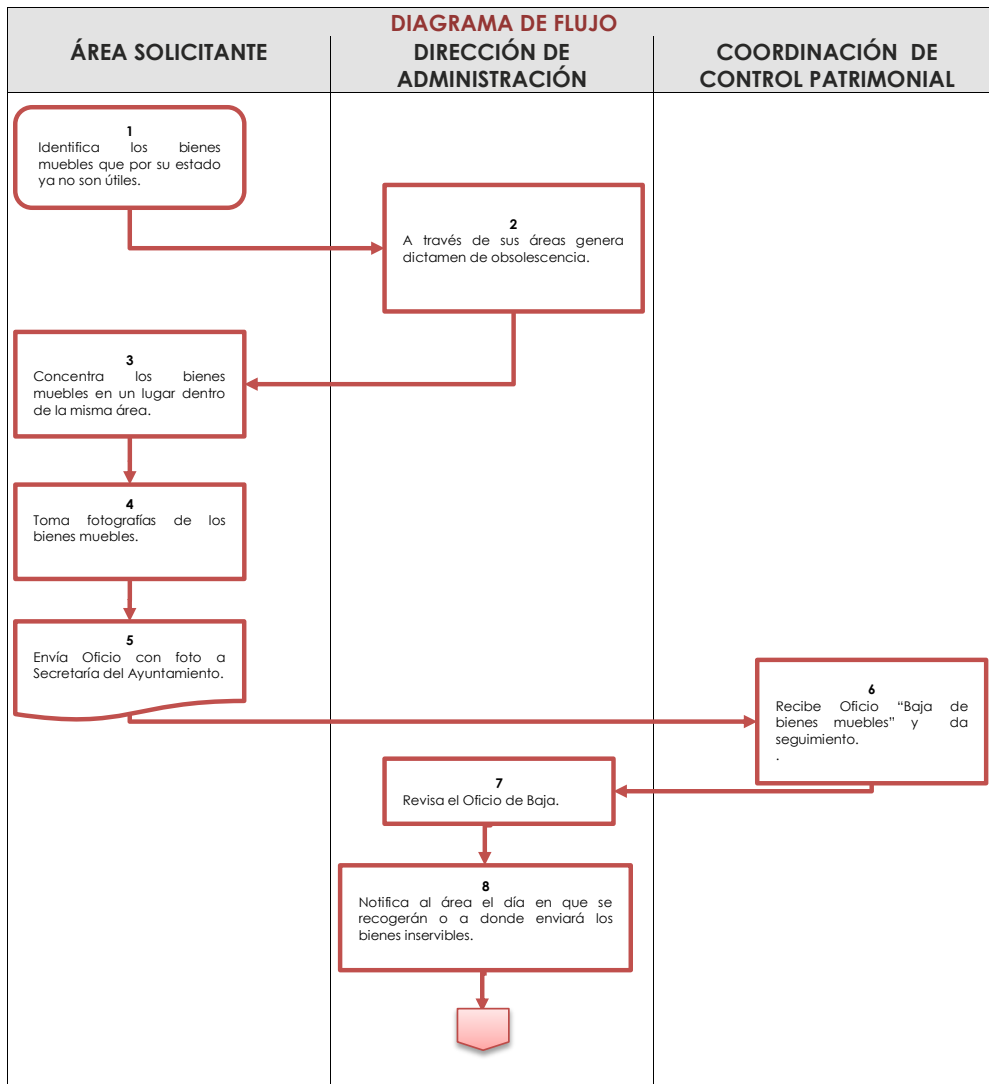 DIAGRAMA DE FLUJO
ÁREA SOLICITANTE
DIRECCIÓN DE
ADMINISTRACIÓN
COORDINACIÓN DE
CONTROL PATRIMONIAL
1
Identifica los bienes
muebles que por su estado
ya no son útiles.
2
A través de sus áreas genera
dictamen de obsolescencia.
3
Concentra los bienes
muebles en un lugar dentro
de la misma área.
4
Toma fotografías de los
bienes muebles.
5
Envía Oficio con foto a
Secretaría del Ayuntamiento.
6
Recibe Oficio “Baja de
bienes muebles” y da
seguimiento.
.
7
Revisa el Oficio de Baja.
8
Notifica al área el día en que se
recogerán o a donde enviará los
bienes inservibles.